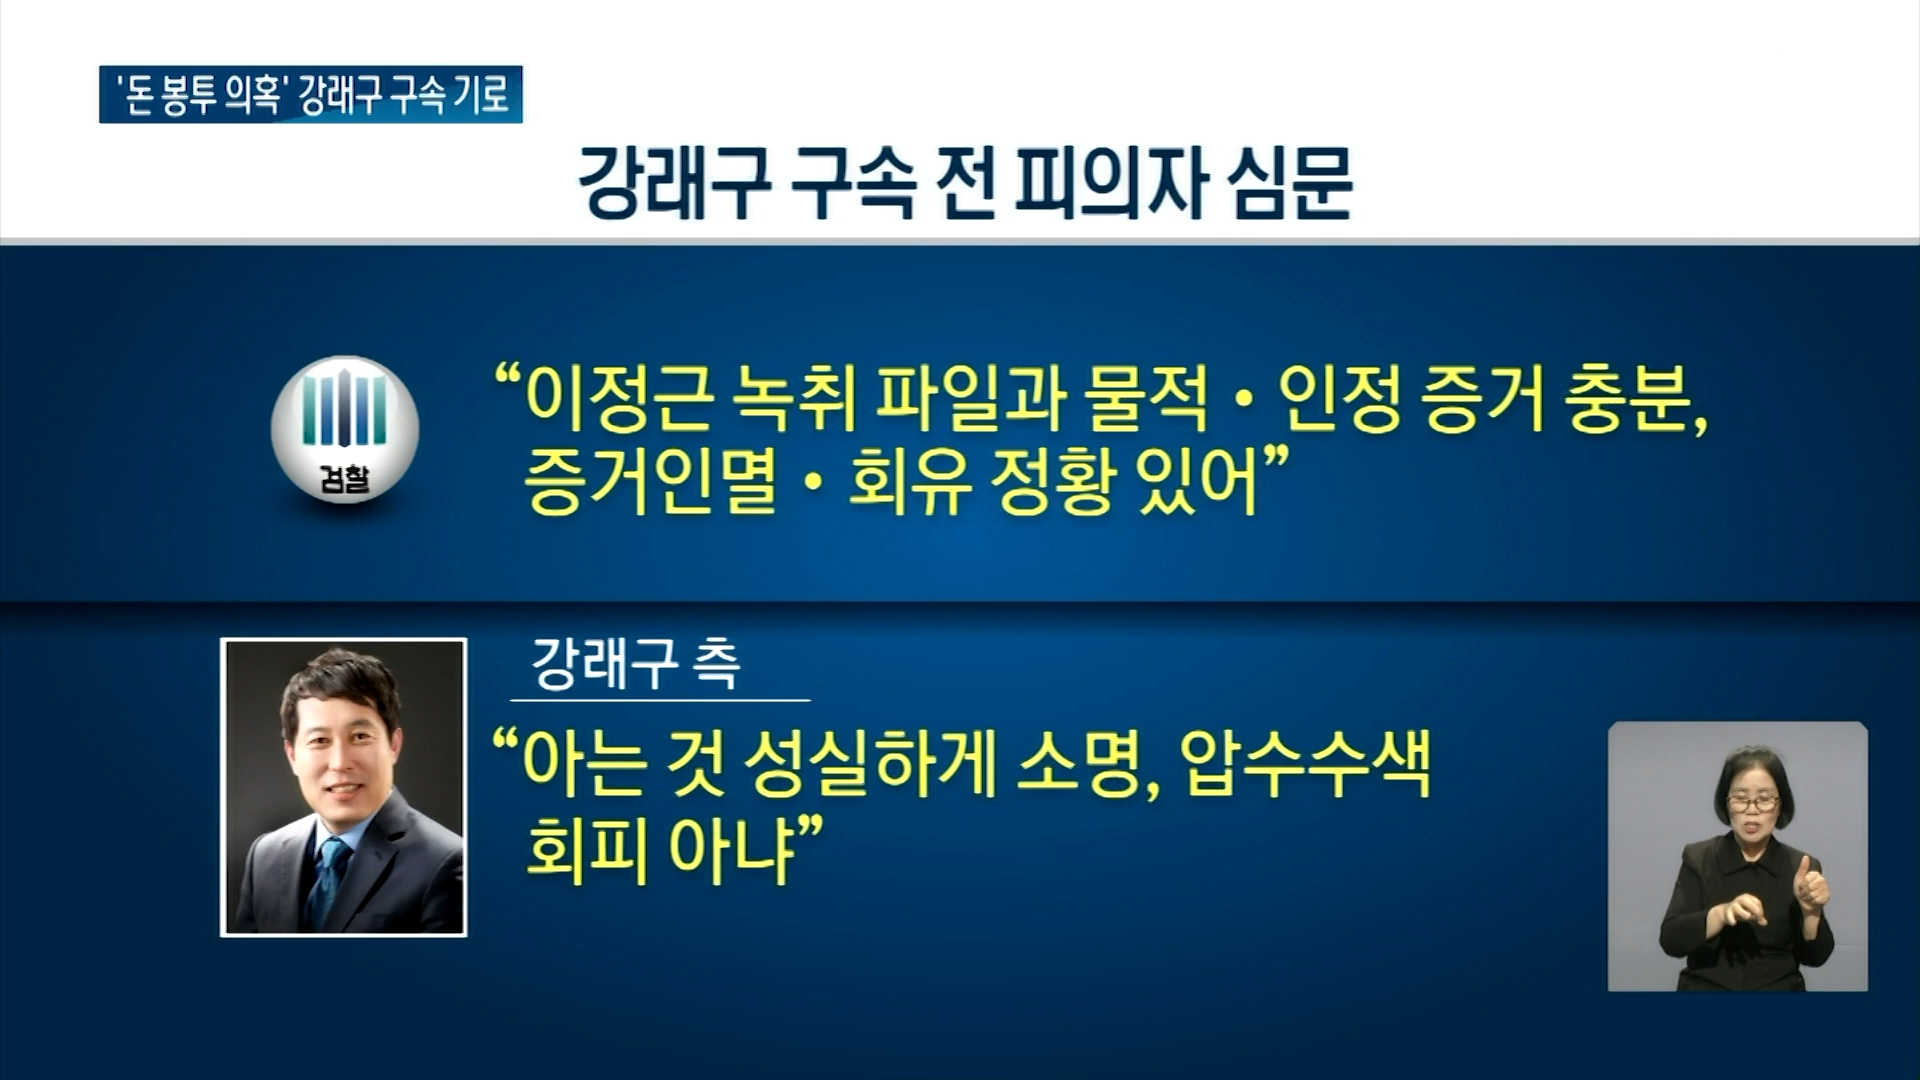 '돈 봉투 의혹' 강래구 구속 기로
강래구 구속 전 피의자 심문
검찰
“이정근 녹취 파일과 물적・인정 증거 충분,
증거인멸・회유 정황 있어”
강래구 측
“아는 것 성실하게 소명, 압수수색
회피 아냐”